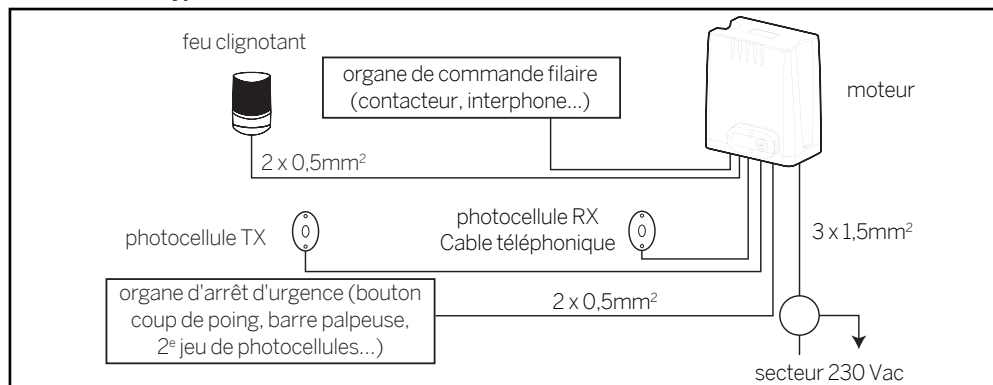 feu clignotant
organe de commande filaire
(contacteur, interphone...)
moteur
2 x 0,5mm²
photocellule TX
photocellule RX
Cable téléphonique
3 x 1,5mm²
organe d'arrêt d'urgence (bouton
coup de poing, barre palpeuse,
2e jeu de photocellules...)
2 x 0,5mm²
secteur 230 Vac